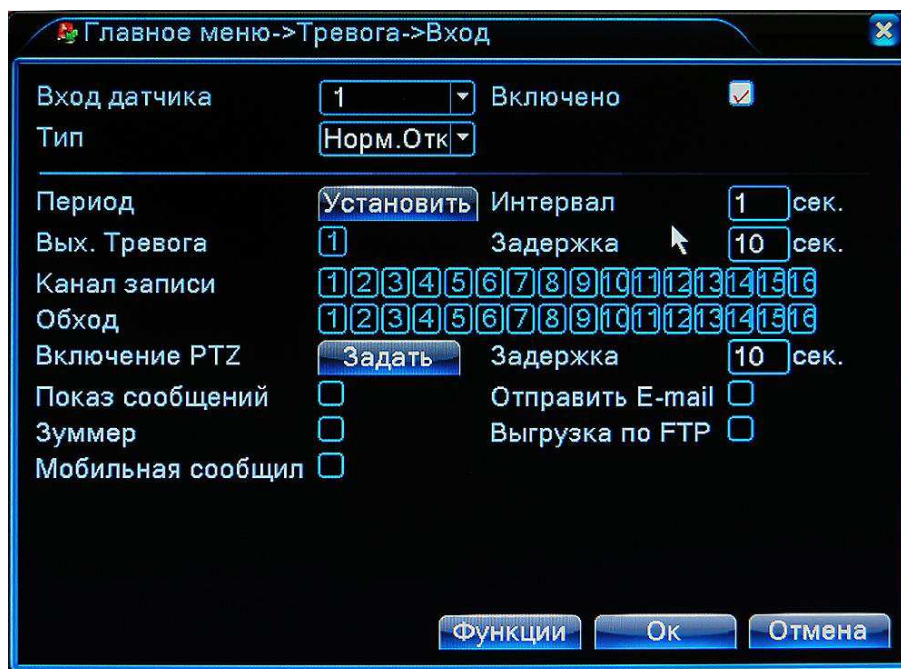 Главное меню->Тревога->Вход
Вход датчика 1 Включено
Тип Норм.Отк
Период Установить Интервал 1 сек.
Вых. Тревога 1 Задержка 10 сек.
Канал записи 1 2 3 4 5 6 7 8 9 10 11 12 13 14 15 16
Обход 1 2 3 4 5 6 7 8 9 10 11 12 13 14 15 16
Включение PTZ Задать Задержка 10 сек.
Показ сообщений Отправить E-mail
Зуммер Выгрузка по FTP
Мобильная сообщил
Функции Ок Отмена